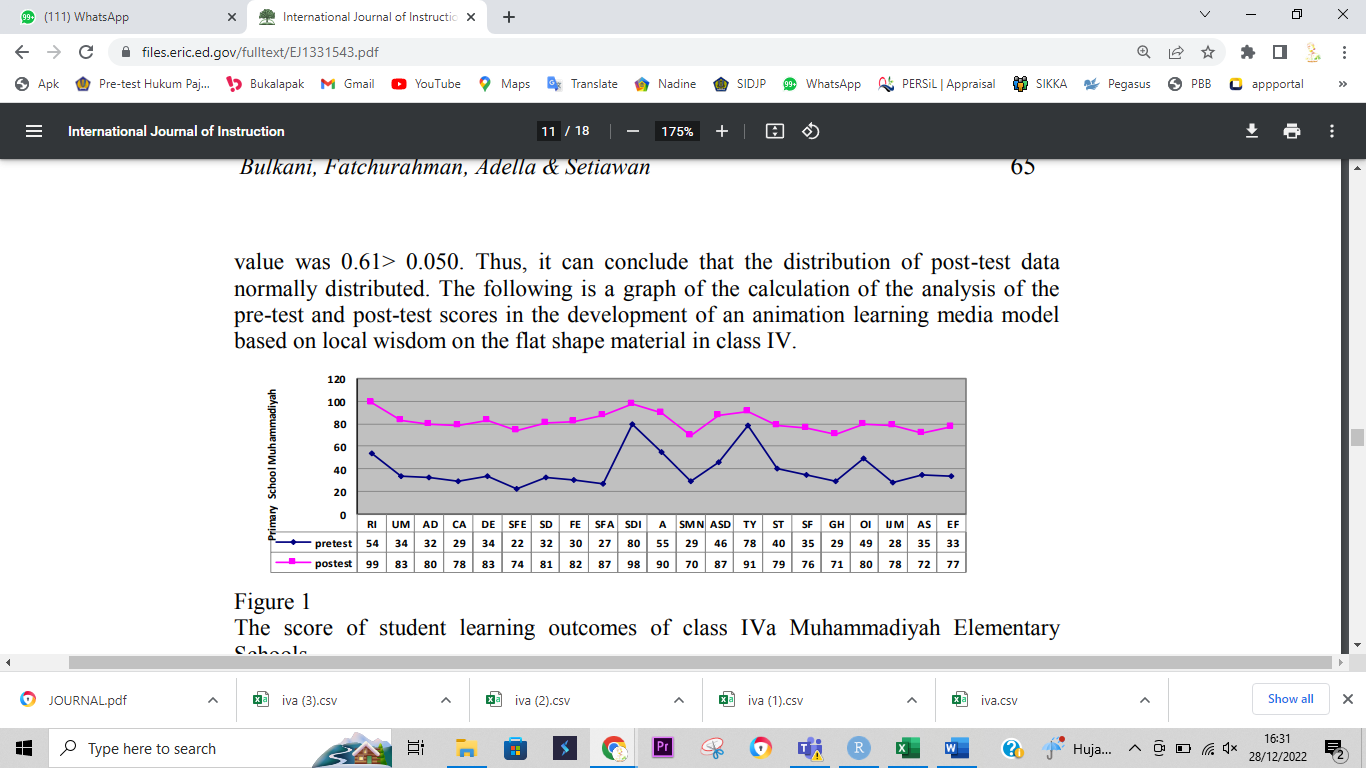 (111) WhatsApp
International Journal of Instructio
files.eric.ed.gov/fulltext/EJ1331543.pdf
Apk Pre-test Hukum Paj... Bukalapak Gmail YouTube Maps Translate Nadine SIDJP WhatsApp PERSiL | Appraisal SIKKA Pegasus PBB appportal »
International Journal of Instruction 11 / 18 175%
Bulkani, Fatchurahman, Adella & Setiawan 65
value was 0.61> 0.050. Thus, it can conclude that the distribution of post-test data
normally distributed. The following is a graph of the calculation of the analysis of the
pre-test and post-test scores in the development of an animation learning media model
based on local wisdom on the flat shape material in class IV.
Primary School Muhammadiyah
120
100
80
60
40
20
0
RI UM AD CA DE SFE SD FE SFA SDI A SMN ASD TY ST SF GH OI IJM AS EF
pretest 54 34 32 29 34 22 32 30 27 80 55 29 46 78 40 35 29 49 28 35 33
postest 99 83 80 78 83 74 81 82 87 98 90 70 87 91 79 76 71 80 78 72 77
Figure 1
The score of student learning outcomes of class IVa Muhammadiyah Elementary
Schools
JOURNAL.pdf iva (3).csv iva (2).csv iva (1).csv iva.csv Show all
Type here to search Huja... 16:31
28/12/2022 2